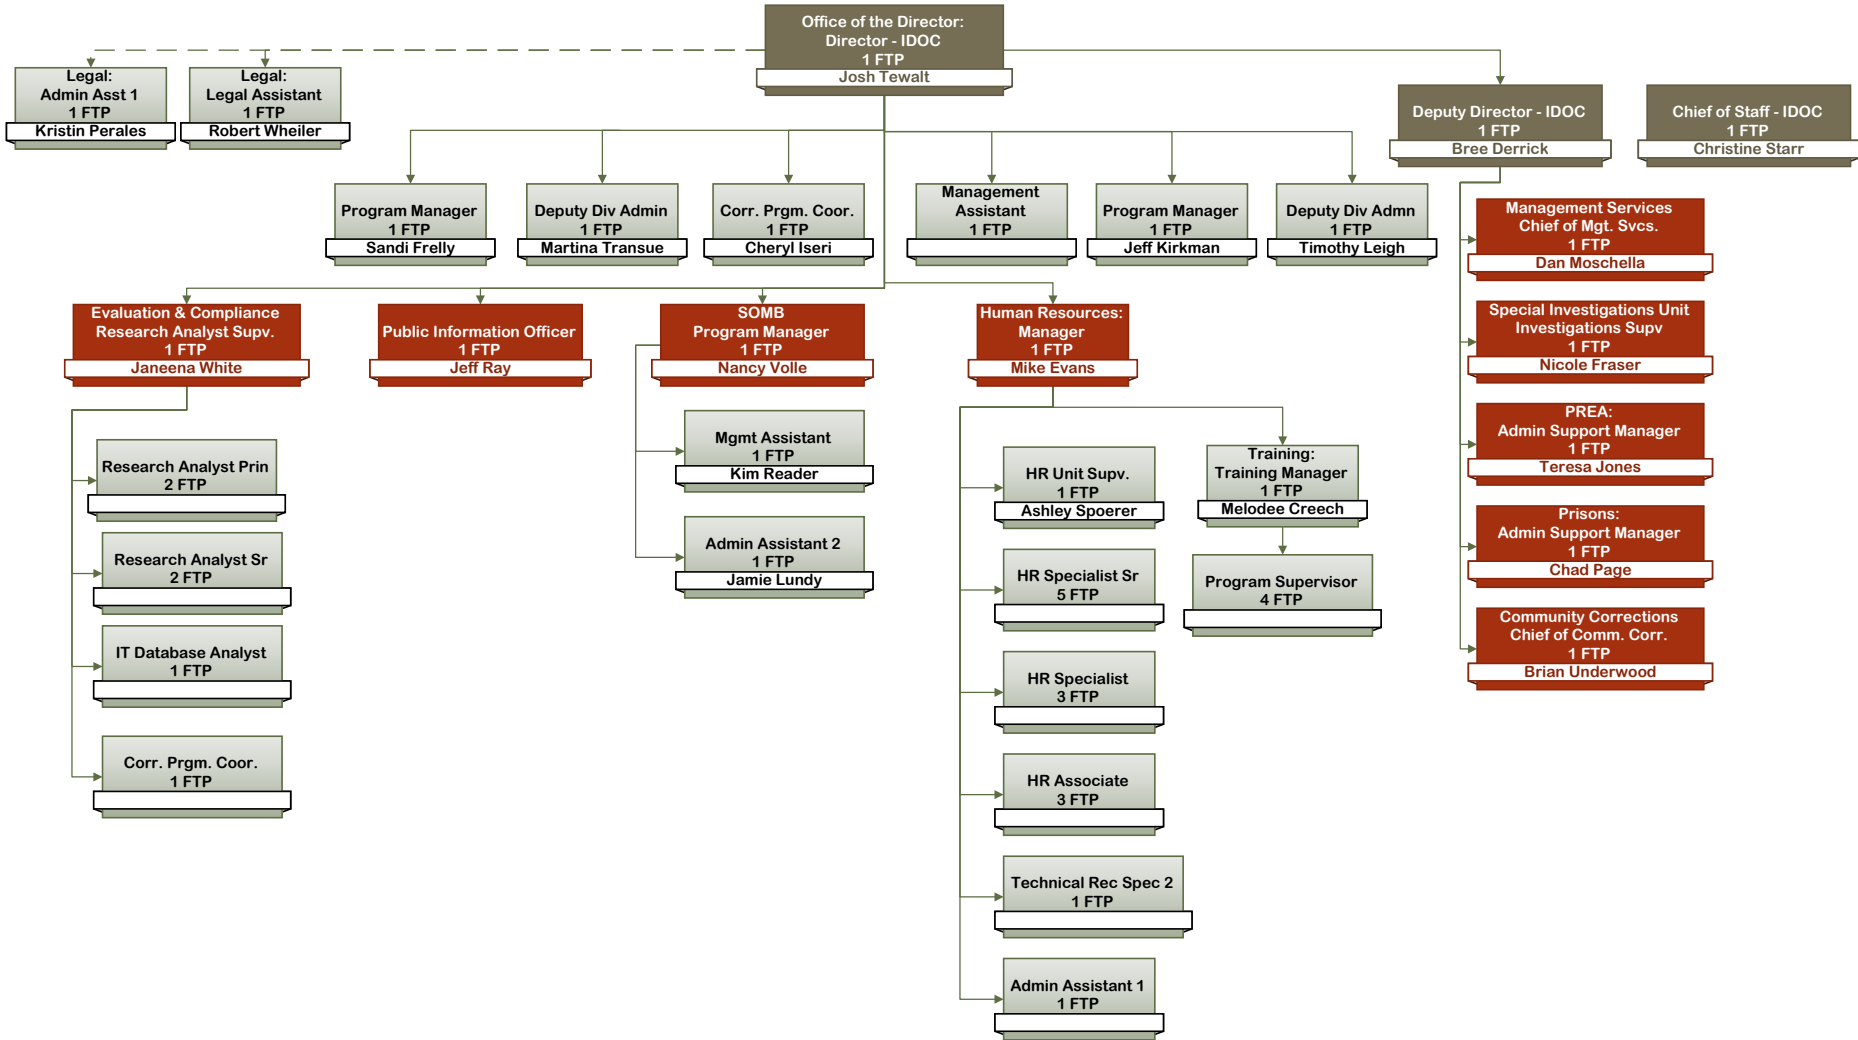 Office of the Director:
Director - IDOC
1 FTP
Josh Tewalt
Legal:
Admin Asst 1
1 FTP
Kristin Perales
Legal:
Legal Assistant
1 FTP
Robert Wheiler
Deputy Director - IDOC
1 FTP
Bree Derrick
Chief of Staff - IDOC
1 FTP
Christine Starr
Program Manager
1 FTP
Sandi Frelly
Deputy Div Admin
1 FTP
Martina Transue
Corr. Prgm. Coor.
1 FTP
Cheryl Iseri
Management
Assistant
1 FTP
Program Manager
1 FTP
Jeff Kirkman
Deputy Div Admn
1 FTP
Timothy Leigh
Management Services
Chief of Mgt. Svcs.
1 FTP
Dan Moschella
Special Investigations Unit
Investigations Supv
1 FTP
Nicole Fraser
PREA:
Admin Support Manager
1 FTP
Teresa Jones
Prisons:
Admin Support Manager
1 FTP
Chad Page
Community Corrections
Chief of Comm. Corr.
1 FTP
Brian Underwood
Evaluation & Compliance
Research Analyst Supv.
1 FTP
Janeena White
Public Information Officer
1 FTP
Jeff Ray
SOMB
Program Manager
1 FTP
Nancy Volle
Human Resources:
Manager
1 FTP
Mike Evans
Research Analyst Prin
2 FTP
Research Analyst Sr
2 FTP
IT Database Analyst
1 FTP
Corr. Prgm. Coor.
1 FTP
Mgmt Assistant
1 FTP
Kim Reader
Admin Assistant 2
1 FTP
Jamie Lundy
HR Unit Supv.
1 FTP
Ashley Spoerer
HR Specialist Sr
5 FTP
HR Specialist
3 FTP
HR Associate
3 FTP
Technical Rec Spec 2
1 FTP
Admin Assistant 1
1 FTP
Training:
Training Manager
1 FTP
Melodee Creech
Program Supervisor
4 FTP